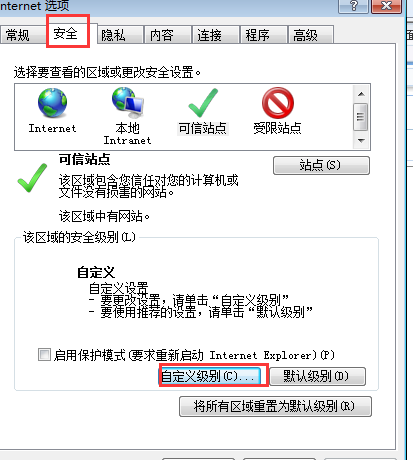 nternet 选项
常规 安全 隐私 内容 连接 程序 高级
选择要查看的区域或更改安全设置。
Internet 本地 Intranet 可信站点 受限站点
可信站点
站点(S)
该区域包含您信任对您的计算机或
文件没有损害的网站。
该区域中有网站。
该区域的安全级别(L)
自定义
自定义设置
- 要更改设置，请单击“自定义级别”
- 要使用推荐的设置，请单击“默认级别”
启用保护模式(要求重新启动 Internet Explorer)(P)
自定义级别(C)... 默认级别(D)
将所有区域重置为默认级别(R)